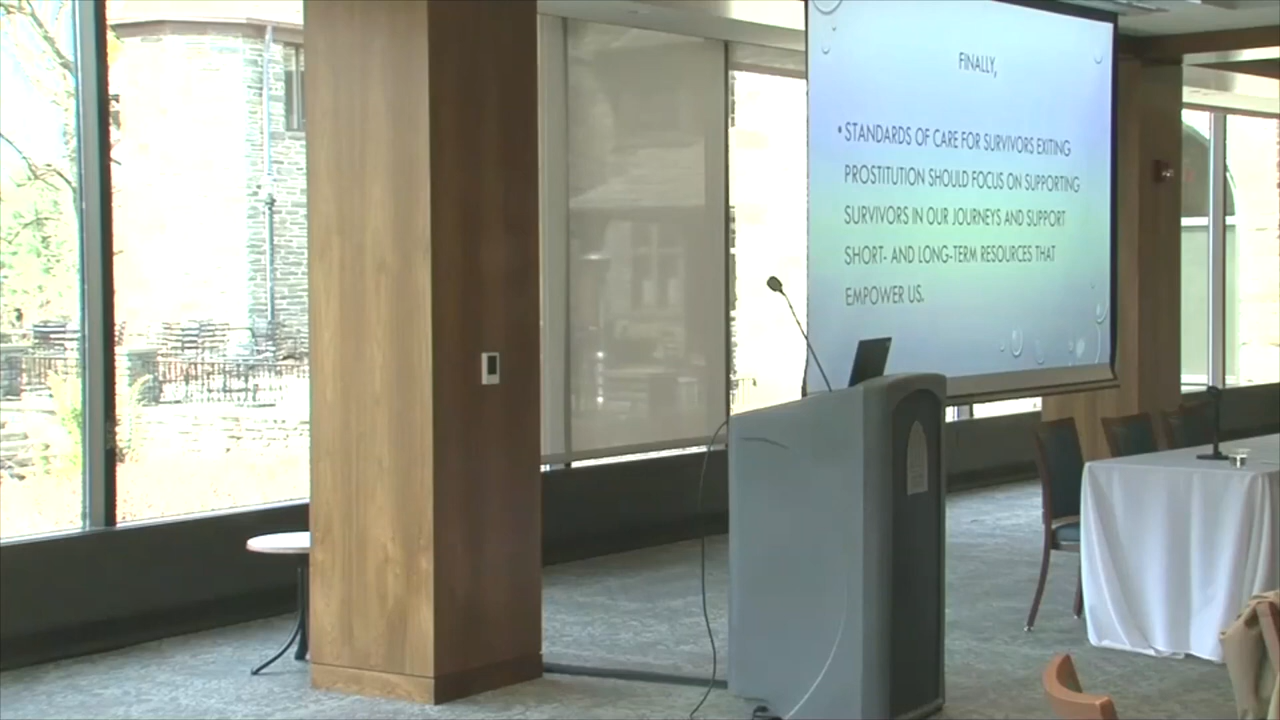 FINALLY,
• STANDARDS OF CARE FOR SURVIVORS EXITING
PROSTITUTION SHOULD FOCUS ON SUPPORTING
SURVIVORS IN OUR JOURNEYS AND SUPPORT
SHORT- AND LONG-TERM RESOURCES THAT
EMPOWER US.